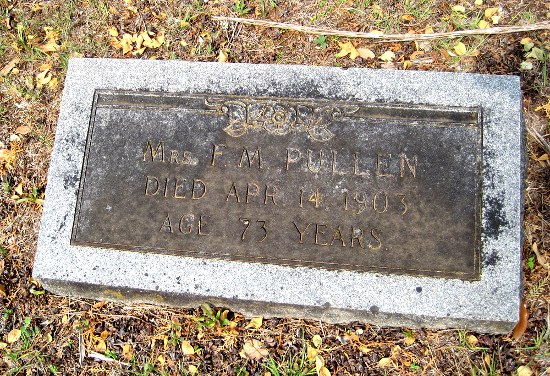 Mrs. F. M. PULLEN
DIED APR. 14 1903
AGE 73 YEARS